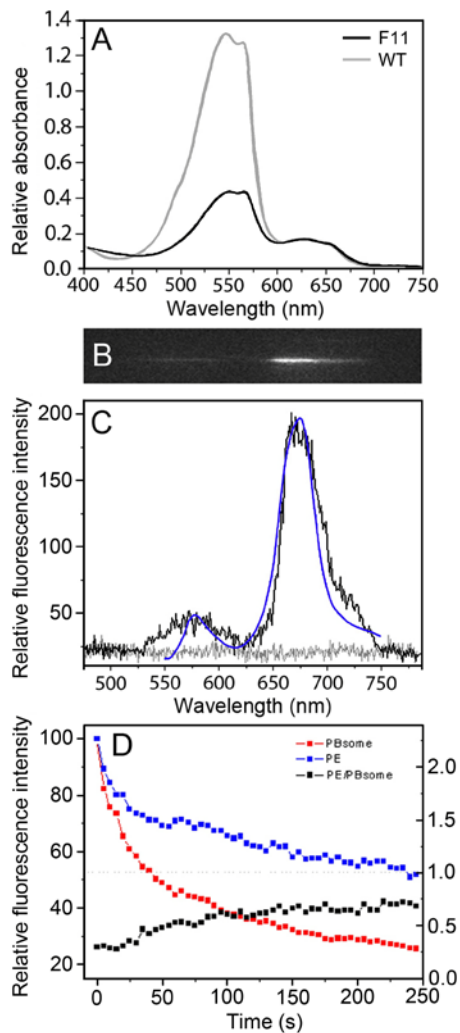 A
F11
WT
Relative absorbance
1.4
1.2
1.0
0.8
0.6
0.4
0.2
0.0
400 450 500 550 600 650 700 750
Wavelength (nm)
B
C
Relative fluorescence intensity
200
150
100
50
500 550 600 650 700 750
Wavelength (nm)
D
PBsome
PE
PE/PBsome
Relative fluorescence intensity
100
80
60
40
20
2.0
1.5
1.0
0.5
0.0
0 50 100 150 200 250
Time (s)